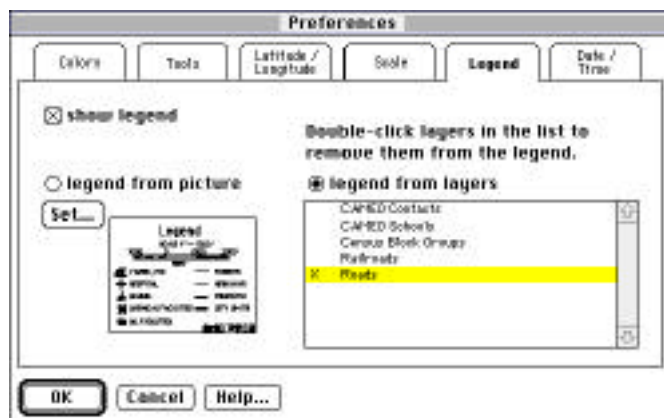 Preferences
Colors
Tools
Latitude /
Longitude
Scale
Legend
Date /
Time
show legend
Double-click layers in the list to
remove them from the legend.
legend from picture
legend from layers
Set...
CAMEO Contacts
CAMEO Schools
Census Block Groups
Railroads
X Roads
Legend
OK
Cancel
Help...